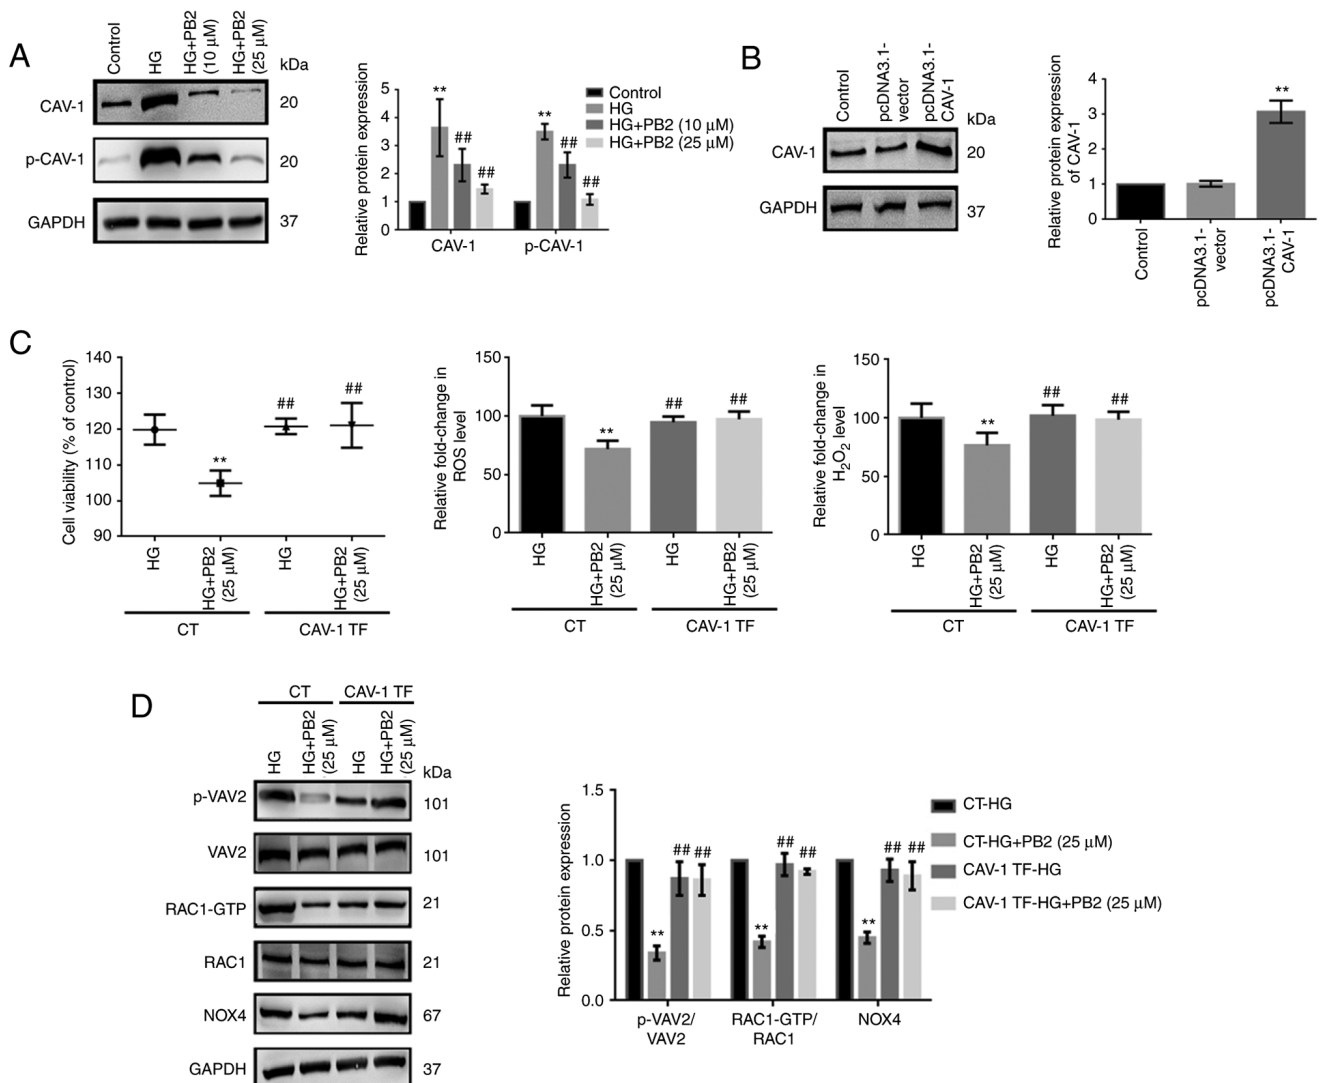 A
Control
HG
HG+PB2
(10 μM)
HG+PB2
(25 μM)
kDa
CAV-1
20
p-CAV-1
20
GAPDH
37
Relative protein expression
5
4
3
2
1
0
**
##
##
**
##
##
CAV-1
p-CAV-1
Control
HG
HG+PB2 (10 μM)
HG+PB2 (25 μM)
B
Control
pcDNA3.1-
vector
pcDNA3.1-
CAV-1
kDa
CAV-1
20
GAPDH
37
Relative protein expression
of CAV-1
4
3
2
1
0
**
Control
pcDNA3.1-
vector
pcDNA3.1-
CAV-1
C
Cell viability (% of control)
140
130
120
110
100
90
**
##
##
HG
HG+PB2
(25 μM)
HG
HG+PB2
(25 μM)
CT
CAV-1 TF
Relative fold-change in
ROS level
150
100
50
0
**
##
##
HG
HG+PB2
(25 μM)
HG
HG+PB2
(25 μM)
CT
CAV-1 TF
Relative fold-change in
H2O2 level
150
100
50
0
**
##
##
HG
HG+PB2
(25 μM)
HG
HG+PB2
(25 μM)
CT
CAV-1 TF
D
CT
CAV-1 TF
HG
HG+PB2
(25 μM)
HG
HG+PB2
(25 μM)
kDa
p-VAV2
101
VAV2
101
RAC1-GTP
21
RAC1
21
NOX4
67
GAPDH
37
Relative protein expression
1.5
1.0
0.5
0.0
**
##
##
**
##
##
**
##
##
p-VAV2/
VAV2
RAC1-GTP/
RAC1
NOX4
CT-HG
CT-HG+PB2 (25 μM)
CAV-1 TF-HG
CAV-1 TF-HG+PB2 (25 μM)